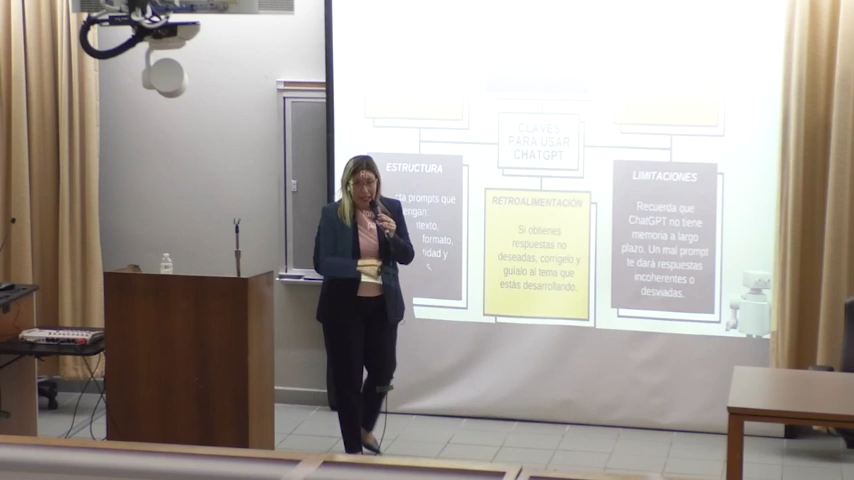 CLAVES
PARA USAR
CHATGPT
ESTRUCTURA
prompts que
formato,
RETROALIMENTACIÓN
Si obtienes
respuestas no
deseadas, corrígelo y
guíalo al tema que
estás desarrollando.
LIMITACIONES
Recuerda que
ChatGPT no tiene
memoria a largo
plazo. Un mal prompt
te dará respuestas
incoherentes o
desviadas.